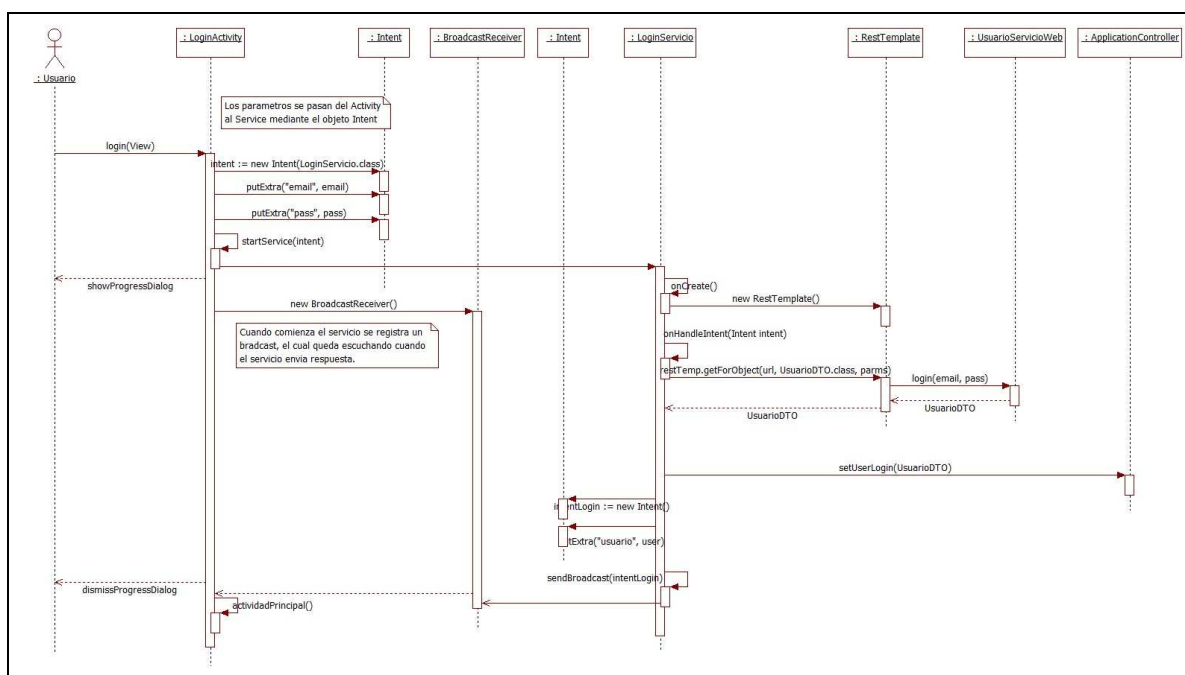 : LoginActivity
: Intent
: BroadcastReceiver
: Intent
: LoginServicio
: RestTemplate
: UsuarioServicioWeb
: ApplicationController
: Usuario
Los parametros se pasan del Activity
al Service mediante el objeto Intent
login(View)
intent := new Intent(LoginServicio.class)
putExtra("email", email)
putExtra("pass", pass)
startService(intent)
showProgressDialog
onCreate()
new RestTemplate()
new BroadcastReceiver()
Cuando comienza el servicio se registra un
bradcast, el cual queda escuchando cuando
el servicio envia respuesta.
onHandleIntent(Intent intent)
restTemp.getForObject(url, UsuarioDTO.class, parms)
login(email, pass)
UsuarioDTO
UsuarioDTO
setUserLogin(UsuarioDTO)
intentLogin := new Intent()
tExtra("usuario", user)
sendBroadcast(intentLogin)
dismissProgressDialog
actividadPrincipal()